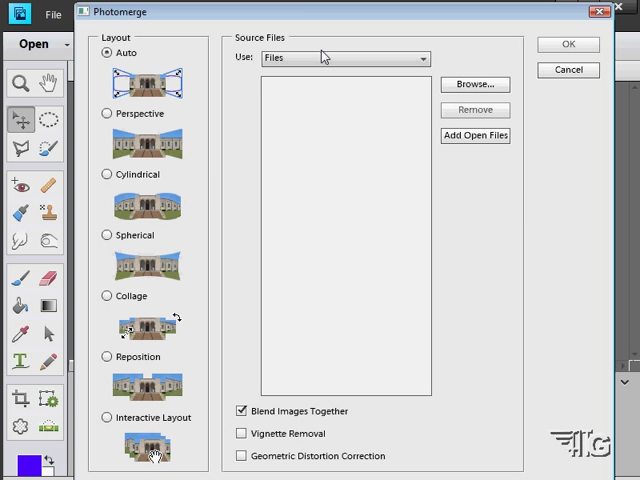 Photomerge
File
Open
Layout
Auto
Perspective
Cylindrical
Spherical
Collage
Reposition
Interactive Layout
Source Files
Use: Files
Browse...
Remove
Add Open Files
Blend Images Together
Vignette Removal
Geometric Distortion Correction
OK
Cancel